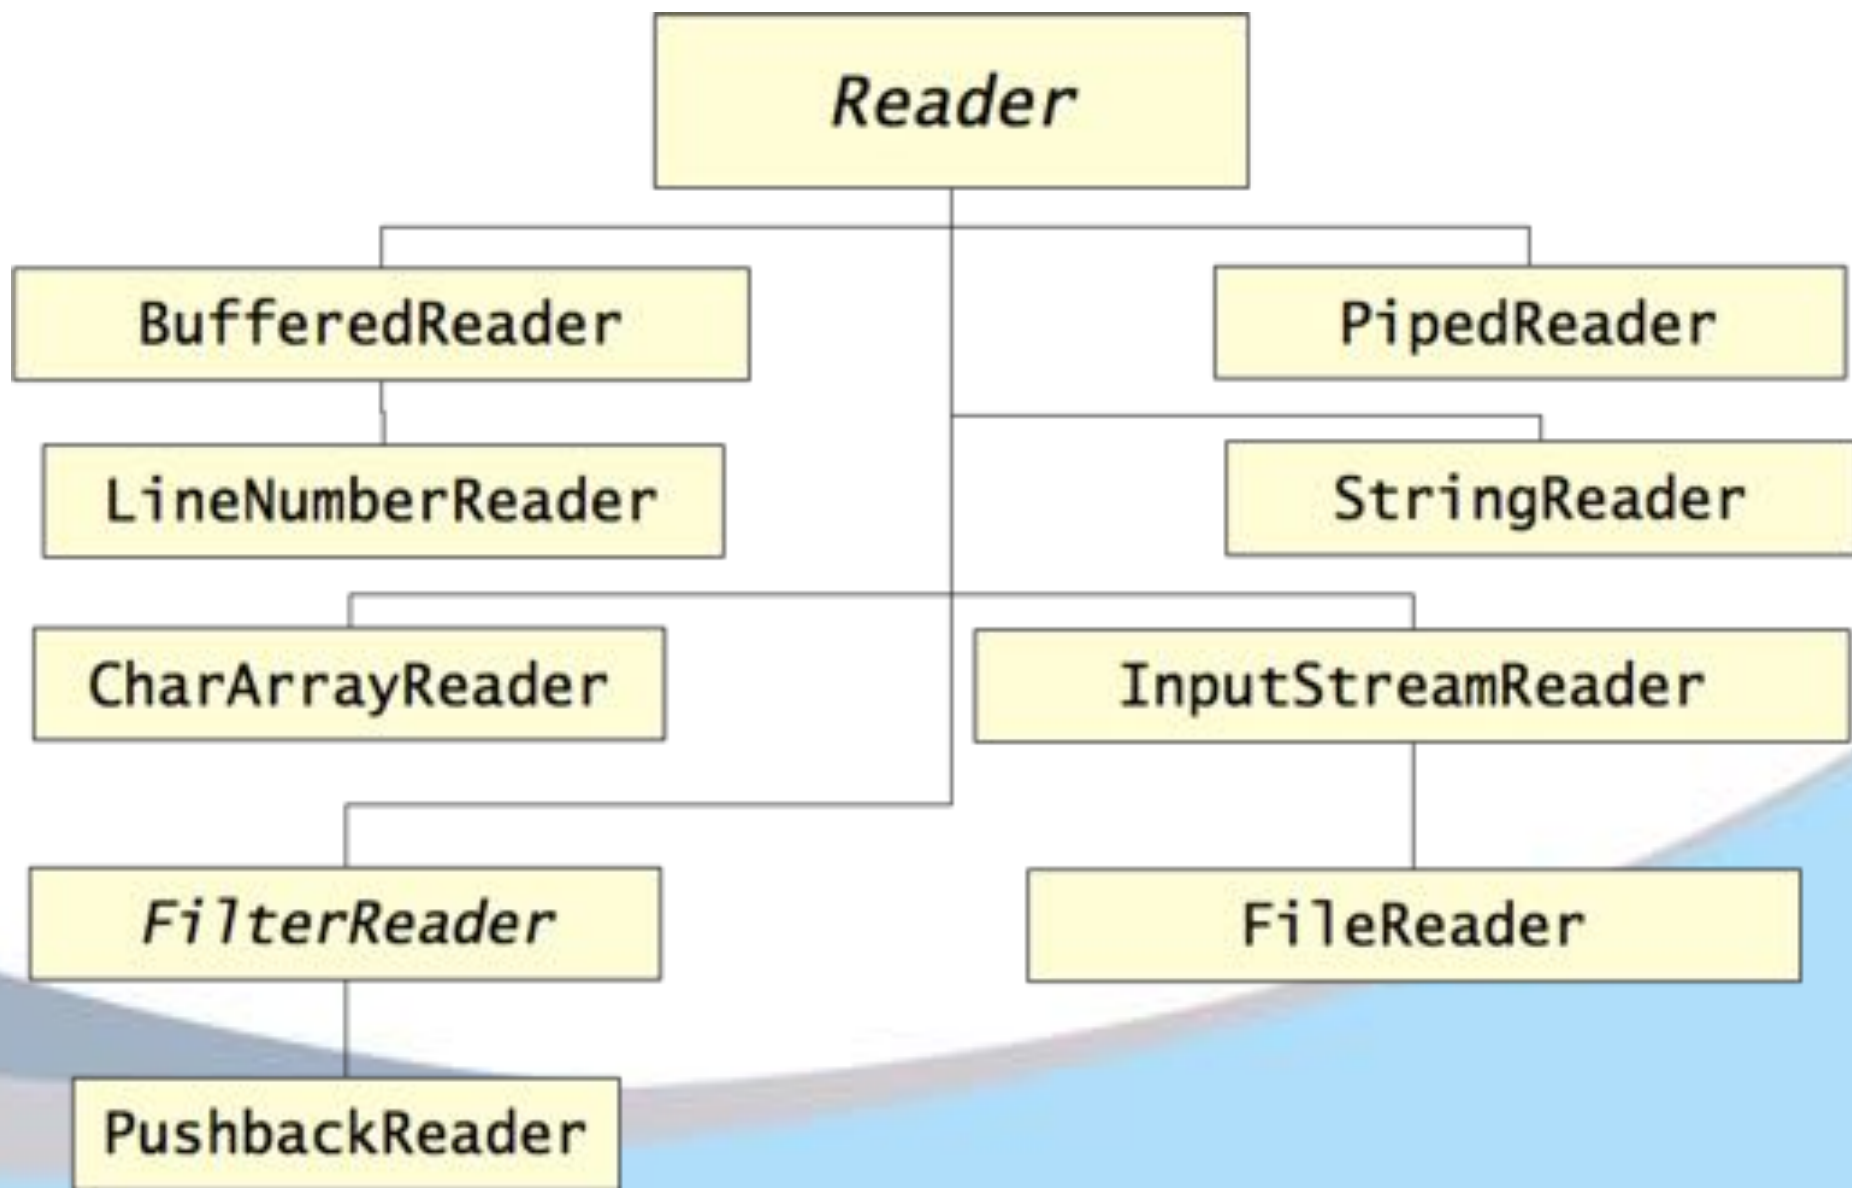 Reader
BufferedReader
PipedReader
LineNumberReader
StringReader
CharArrayReader
InputStreamReader
FilterReader
FileReader
PushbackReader